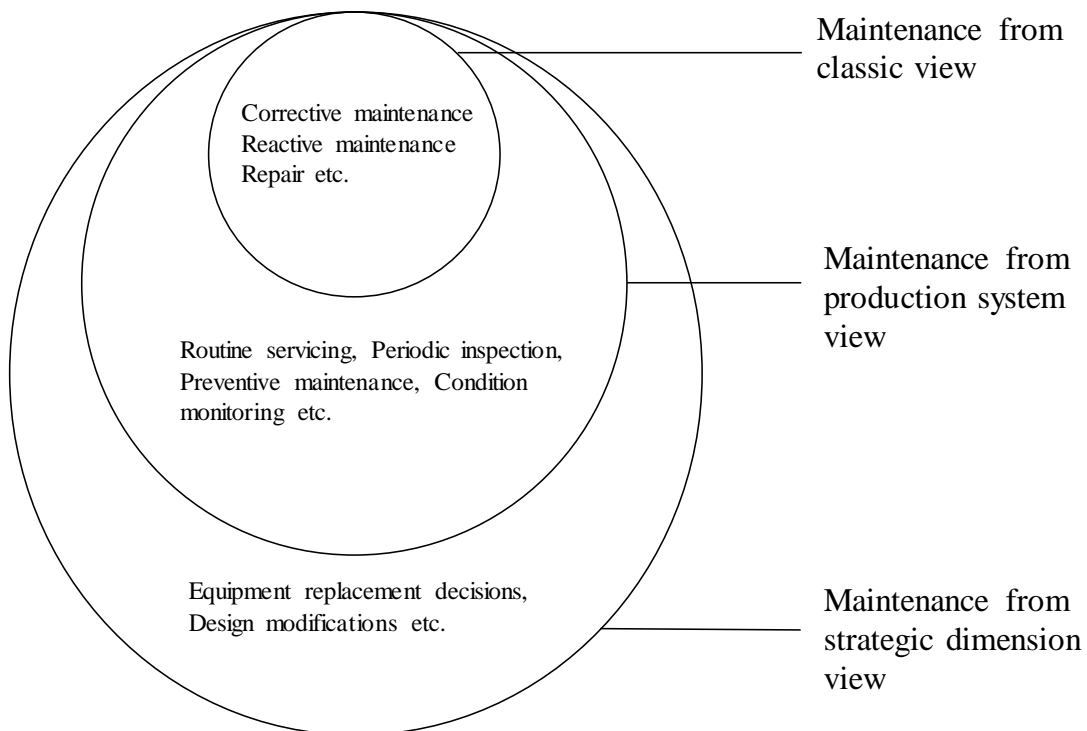 Maintenance from
classic view
Corrective maintenance
Reactive maintenance
Repair etc.
Maintenance from
production system
view
Routine servicing, Periodic inspection,
Preventive maintenance, Condition
monitoring etc.
Equipment replacement decisions,
Design modifications etc.
Maintenance from
strategic dimension
view